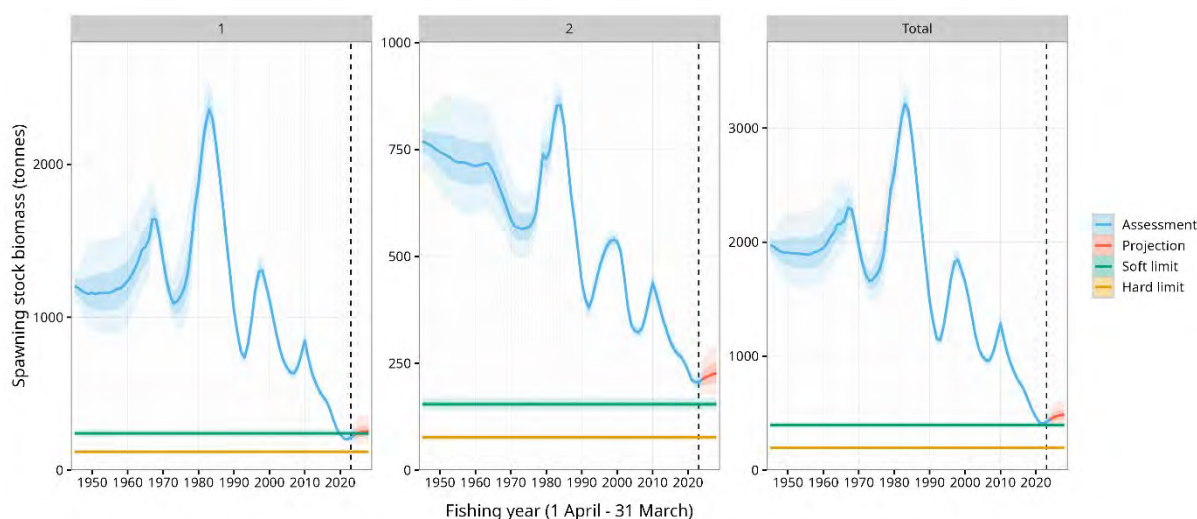 1
2
Total
Spawning stock biomass (tonnes)
2000
1000
0
1000
750
500
250
0
3000
2000
1000
0
1950 1960 1970 1980 1990 2000 2010 2020
1950 1960 1970 1980 1990 2000 2010 2020
1950 1960 1970 1980 1990 2000 2010 2020
Fishing year (1 April - 31 March)
Assessment
Projection
Soft limit
Hard limit